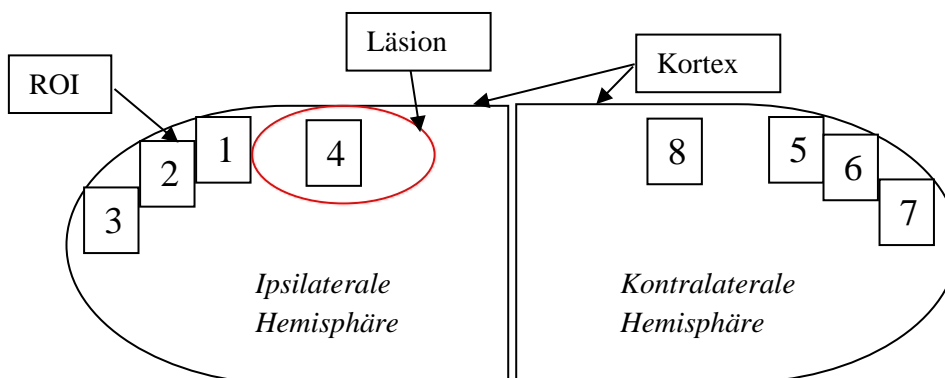 Läsion
ROI
Kortex
1
2
3
4
8
5
6
7
Ipsilaterale
Hemisphäre
Kontralaterale
Hemisphäre